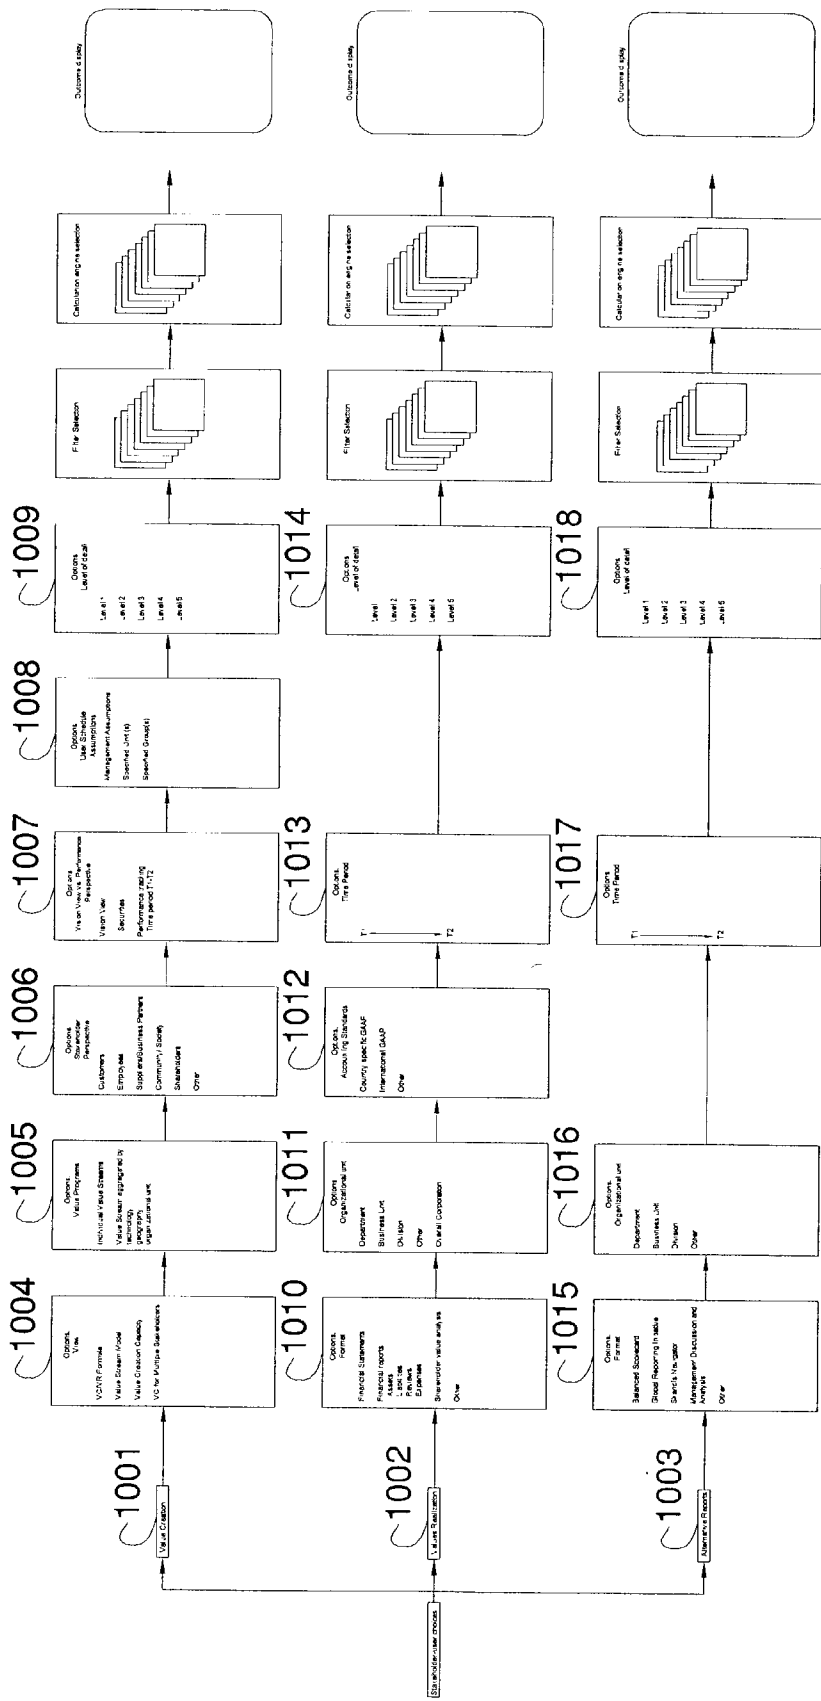 Stakeholder-user choices
1001
Value Creation
1004
Options.
View
VC/VR Formula
Value Stream Model
Value Creation Capacity
VC for Multiple Stakeholders
1005
Options.
Value Programs
Individual Value Streams
Value Stream aggregated by
technology
geography
organizational unit
1006
Options.
Stakeholder
Perspective
Customers
Employees
Suppliers/Business Partners
Community / Society
Shareholders
Other
1007
Options
Vision View vs. Performance
Perspective
Vision View
Securities
Performance tracking
Time period T1-T2
1008
Options
User Schedule
Assumptions
Management Assumptions
Specified Unit (s)
Specified Group(s)
1009
Options
Level of detail
Level 1
Level 2
Level 3
Level 4
Level 5
Filter Selection
Calculation engine selection
Outcome display
1002
Values Realization
1010
Options.
Format
Financial Statements
Financial reports
Assets
Liabilities
Expenses
Shareholder value analysis
Other
1011
Options
Organizational unit
Department
Business Unit
Division
Other
Overall Corporation
1012
Options.
Accounting Standards
Country specific GAAP
International GAAP
Other
1013
Options.
Time Period
T1
T2
1014
Options
Level of detail
Level
Level 2
Level 3
Level 4
Level 5
Filter Selection
Calculation engine selection
Outcome display
1003
Alternative Reports
1015
Options.
Format
Balanced Scorecard
Global Reporting Initiative
Skandia Navigator
Management Discussion and
Analysis
Other
1016
Options.
Organizational unit
Department
Business Unit
Division
Other
1017
Options
Time Period
T1
T2
1018
Options
Level of detail
Level 1
Level 2
Level 3
Level 4
Level 5
Filter Selection
Calculation engine selection
Outcome display